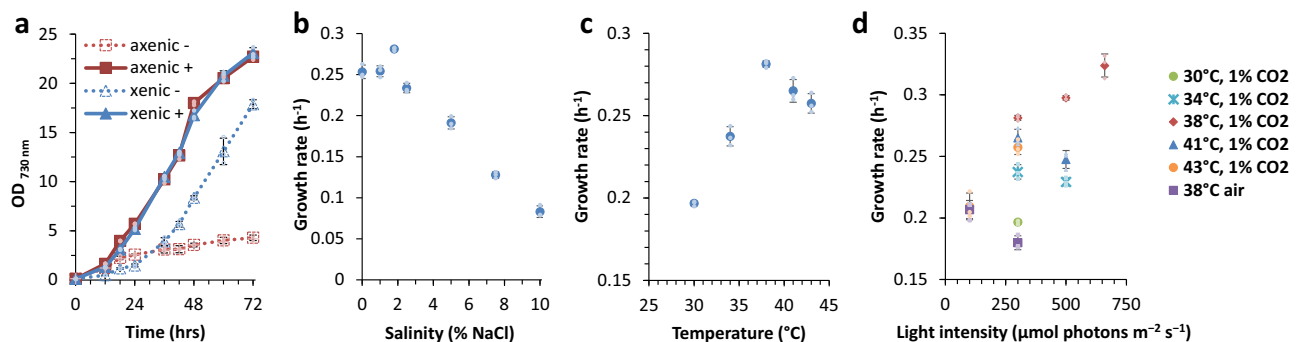 a
25
20
15
10
5
0
OD 730 nm
0 24 48 72
Time (hrs)
axenic -
axenic +
xenic -
xenic +
b
0.3
0.25
0.2
0.15
0.1
0.05
0
Growth rate (h⁻¹)
0 2 4 6 8 10
Salinity (% NaCl)
c
0.3
0.25
0.2
0.15
Growth rate (h⁻¹)
25 30 35 40 45
Temperature (°C)
d
0.35
0.30
0.25
0.20
0.15
Growth rate (h⁻¹)
0 250 500 750
Light intensity (µmol photons m⁻² s⁻¹)
30°C, 1% CO2
34°C, 1% CO2
38°C, 1% CO2
41°C, 1% CO2
43°C, 1% CO2
38°C air